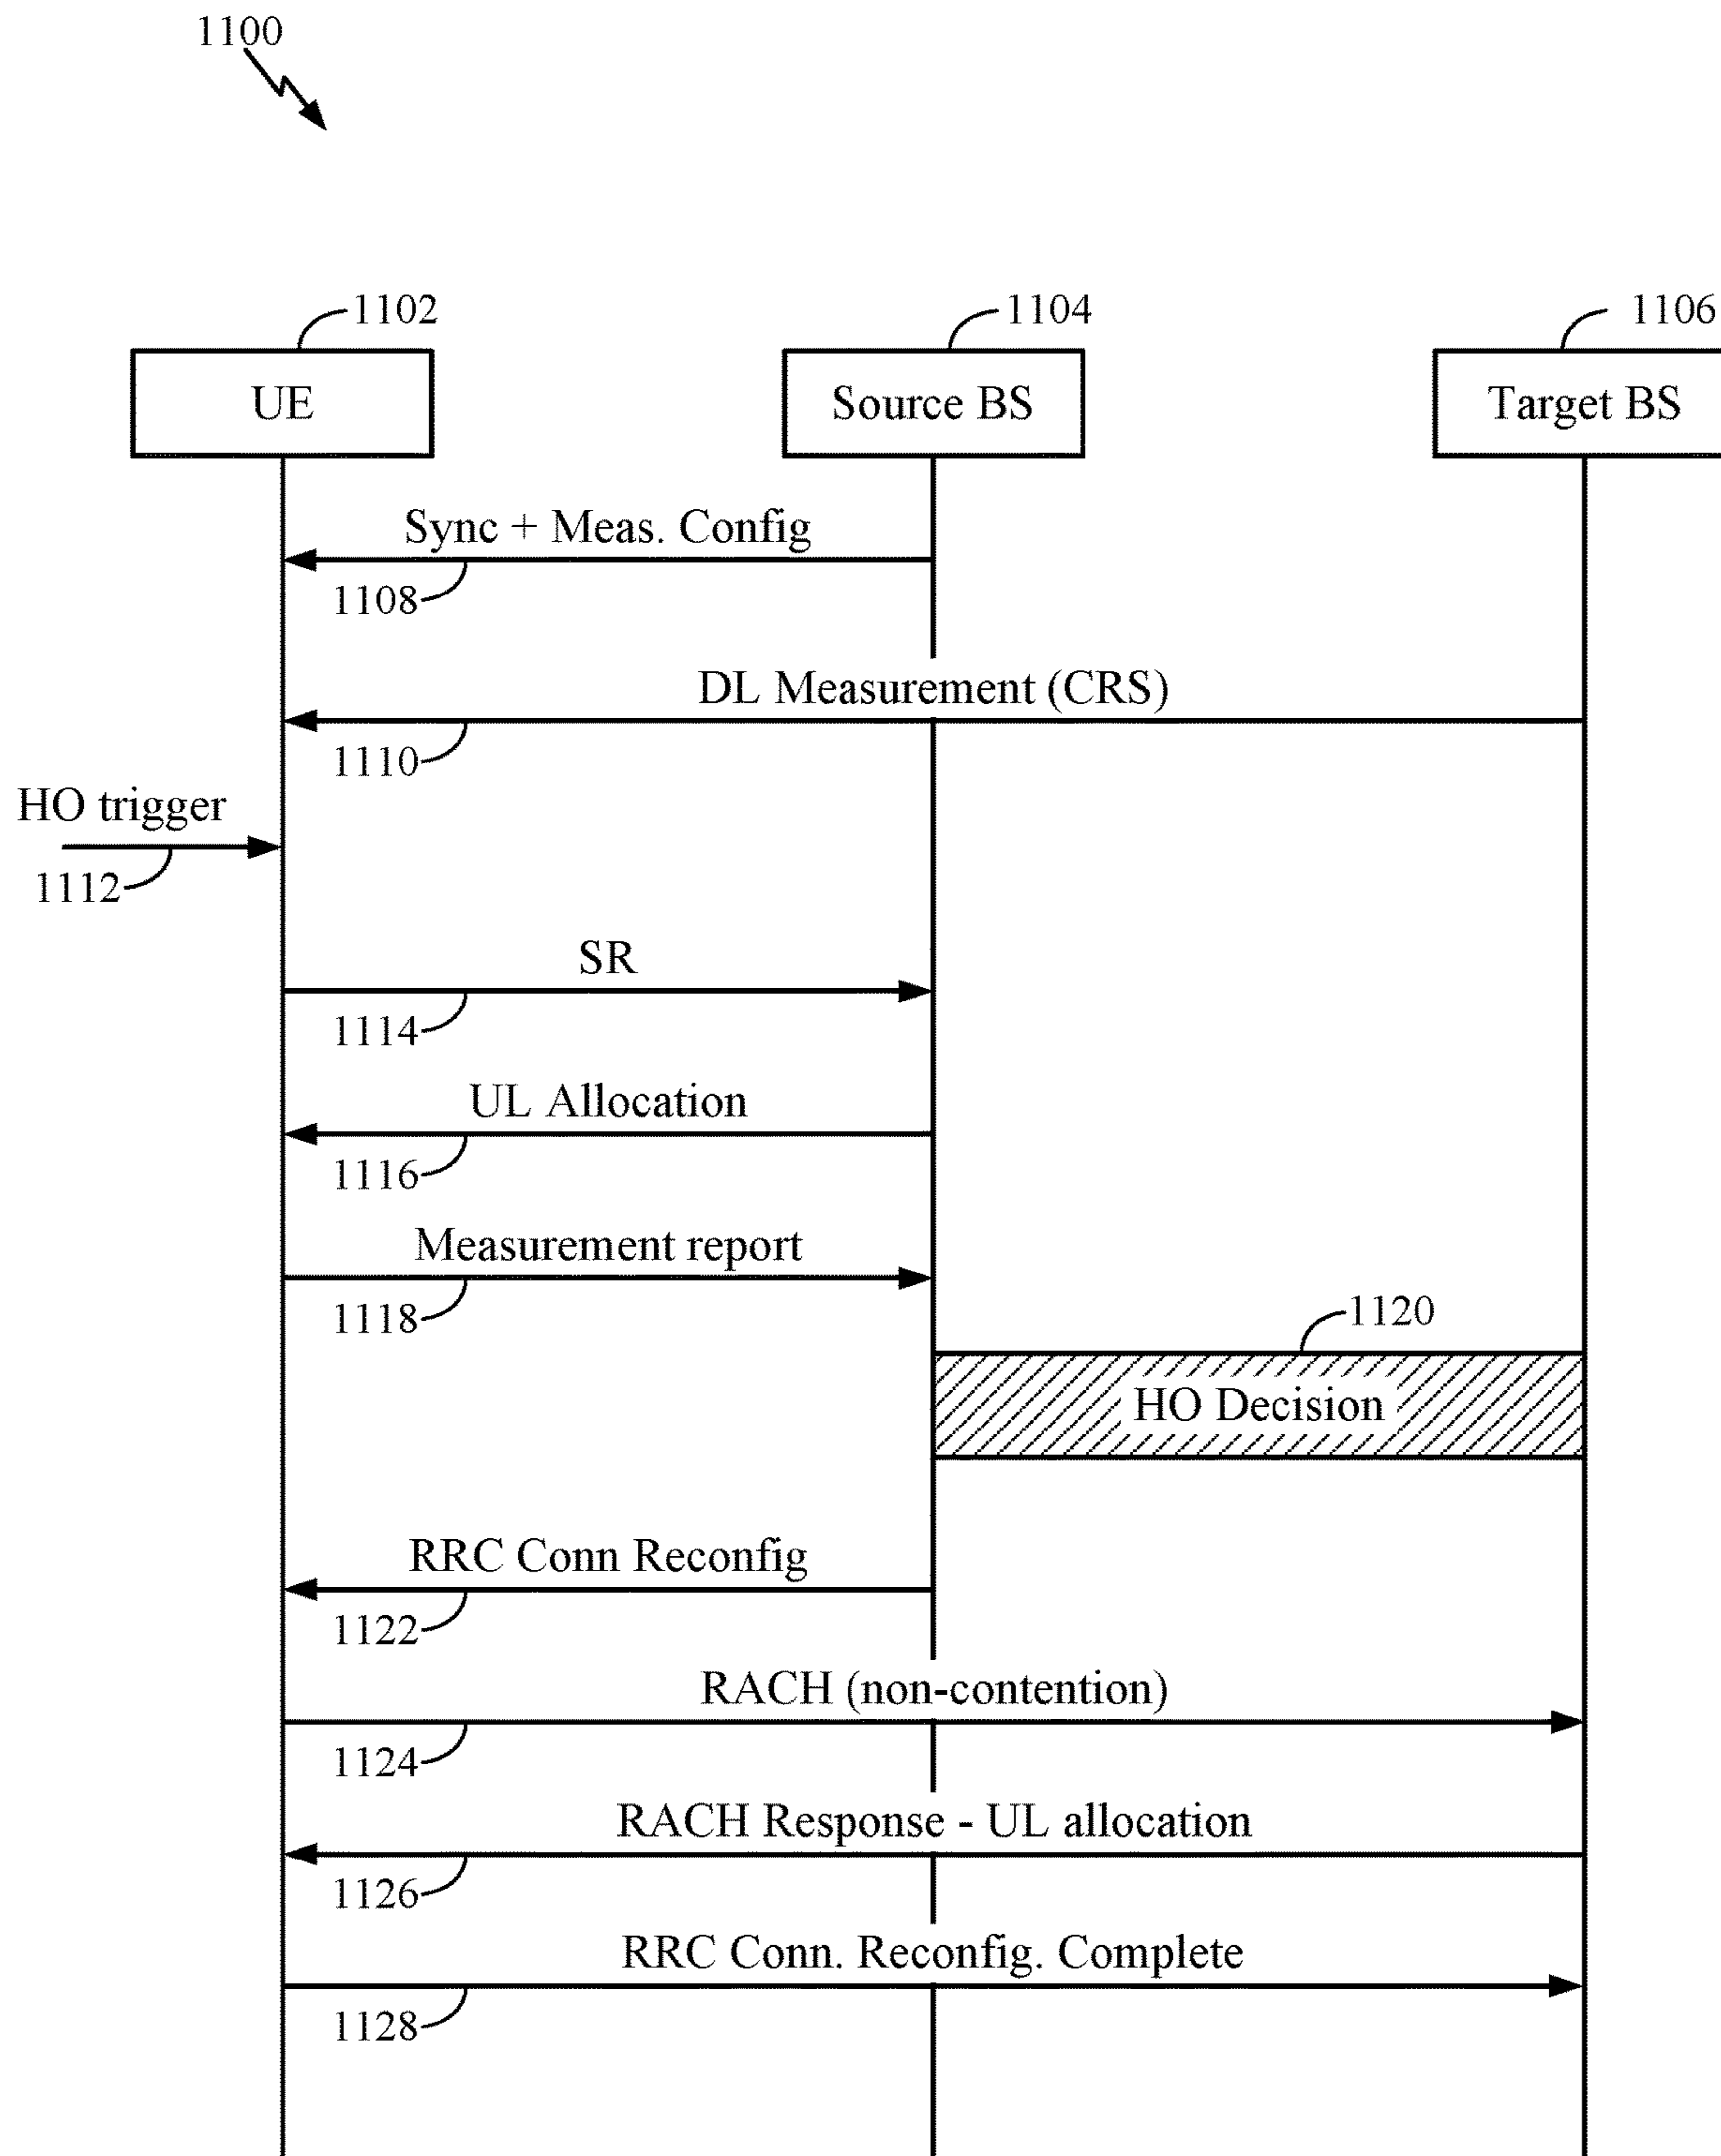 1100
1102
1104
1106
UE
Source BS
Target BS
Sync + Meas. Config
1108
DL Measurement (CRS)
1110
HO trigger
1112
SR
1114
UL Allocation
1116
Measurement report
1118
1120
HO Decision
RRC Conn Reconfig
1122
RACH (non-contention)
1124
RACH Response - UL allocation
1126
RRC Conn. Reconfig. Complete
1128